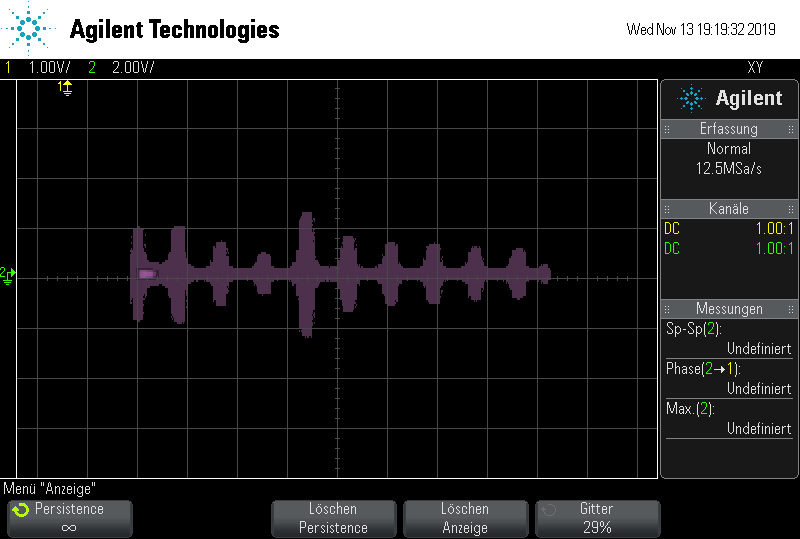 Agilent Technologies
Wed Nov 13 19:19:32 2019
1 1.00V/ 2 2.00V/ XY
1
2
Agilent
Erfassung
Normal
12.5MSa/s
Kanäle
DC 1.00:1
DC 1.00:1
Messungen
Sp-Sp(2):
Undefiniert
Phase(2→1):
Undefiniert
Max.(2):
Undefiniert
Menü "Anzeige"
Persistence
∞
Löschen
Persistence
Löschen
Anzeige
Gitter
29%